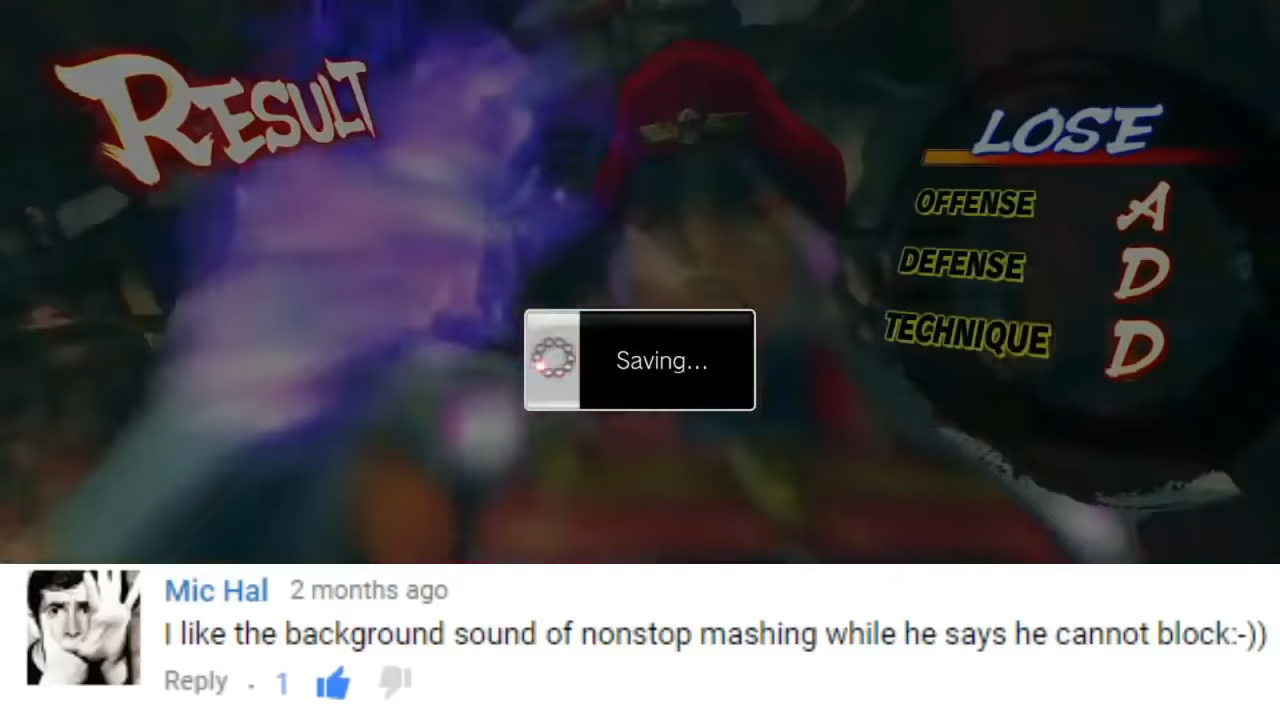 RESULT
LOSE
OFFENSE A
DEFENSE D
TECHNIQUE D
Saving...
Mic Hal 2 months ago
I like the background sound of nonstop mashing while he says he cannot block:-))
Reply . 1